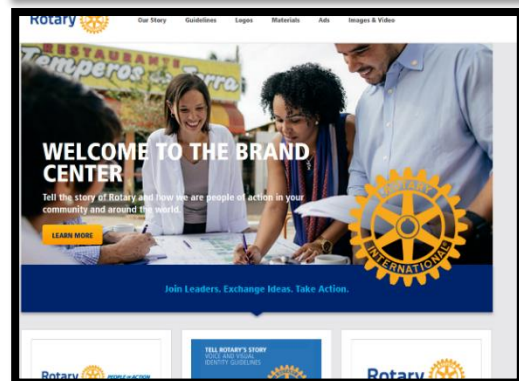 Rotary
Our Story Guidelines Logos Materials Ads Images & Video
RESTAURANTE
Temperos da Terra
WELCOME TO THE BRAND
CENTER
Tell the story of Rotary and how we are people of action in your
community and around the world.
LEARN MORE
ROTARY
INTERNATIONAL
Join Leaders. Exchange Ideas. Take Action.
Rotary PEOPLE OF ACTION
TELL ROTARY'S STORY
VOICE AND VISUAL
IDENTITY GUIDELINES
Rotary